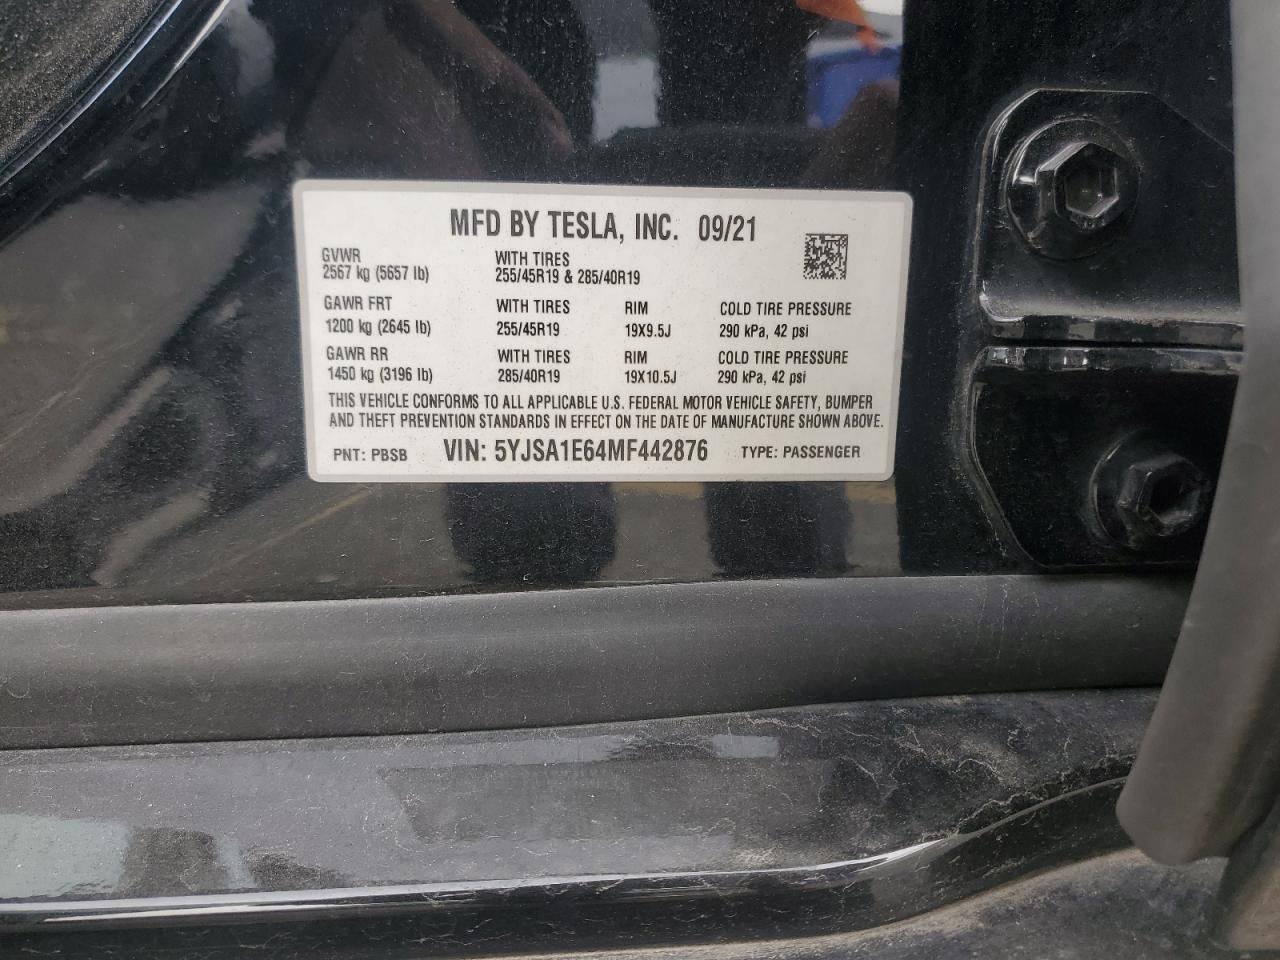 MFD BY TESLA, INC. 09/21
GVWR WITH TIRES
2567 kg (5657 lb) 255/45R19 & 285/40R19
GAWR FRT WITH TIRES RIM COLD TIRE PRESSURE
1200 kg (2645 lb) 255/45R19 19X9.5J 290 kPa, 42 psi
GAWR RR WITH TIRES RIM COLD TIRE PRESSURE
1450 kg (3196 lb) 285/40R19 19X10.5J 290 kPa, 42 psi
THIS VEHICLE CONFORMS TO ALL APPLICABLE U.S. FEDERAL MOTOR VEHICLE SAFETY, BUMPER
AND THEFT PREVENTION STANDARDS IN EFFECT ON THE DATE OF MANUFACTURE SHOWN ABOVE.
PNT: PBSB VIN: 5YJSA1E64MF442876 TYPE: PASSENGER